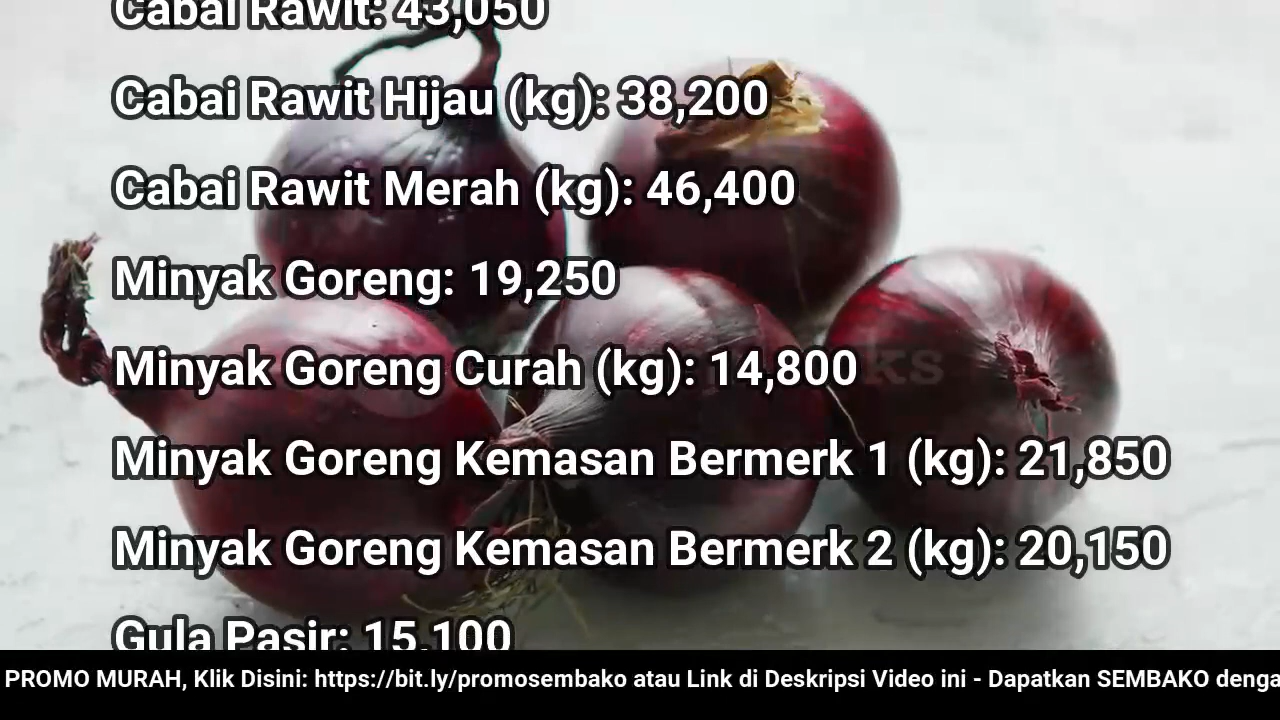 Cabai Rawit: 43,050
Cabai Rawit Hijau (kg): 38,200
Cabai Rawit Merah (kg): 46,400
Minyak Goreng: 19,250
Minyak Goreng Curah (kg): 14,800
Minyak Goreng Kemasan Bermerk 1 (kg): 21,850
Minyak Goreng Kemasan Bermerk 2 (kg): 20,150
Gula Pasir: 15,100
PROMO MURAH, Klik Disini: https://bit.ly/promosembako atau Link di Deskripsi Video ini - Dapatkan SEMBAKO denga